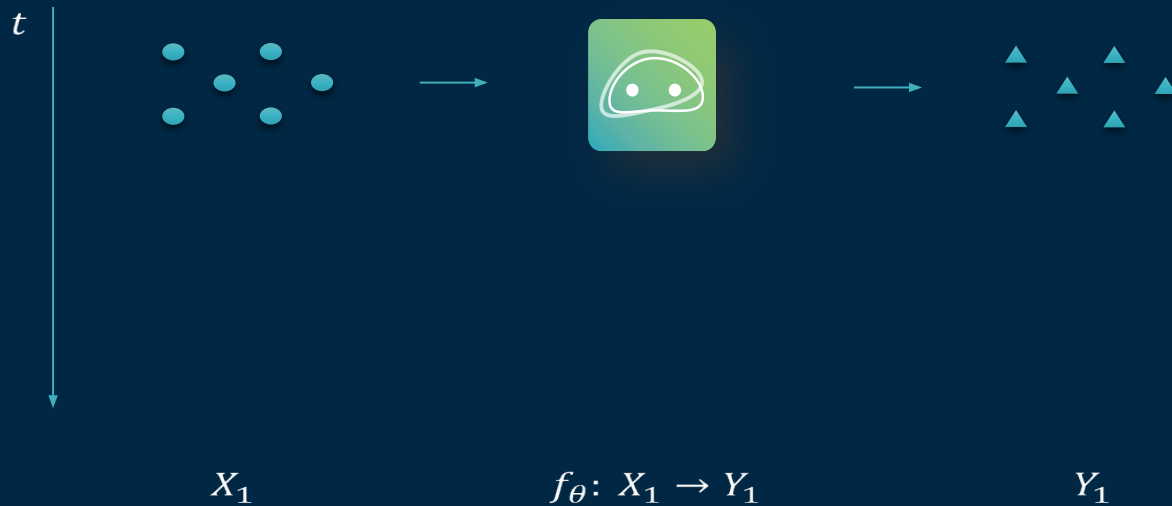 t
X₁
f_θ: X₁ → Y₁
Y₁